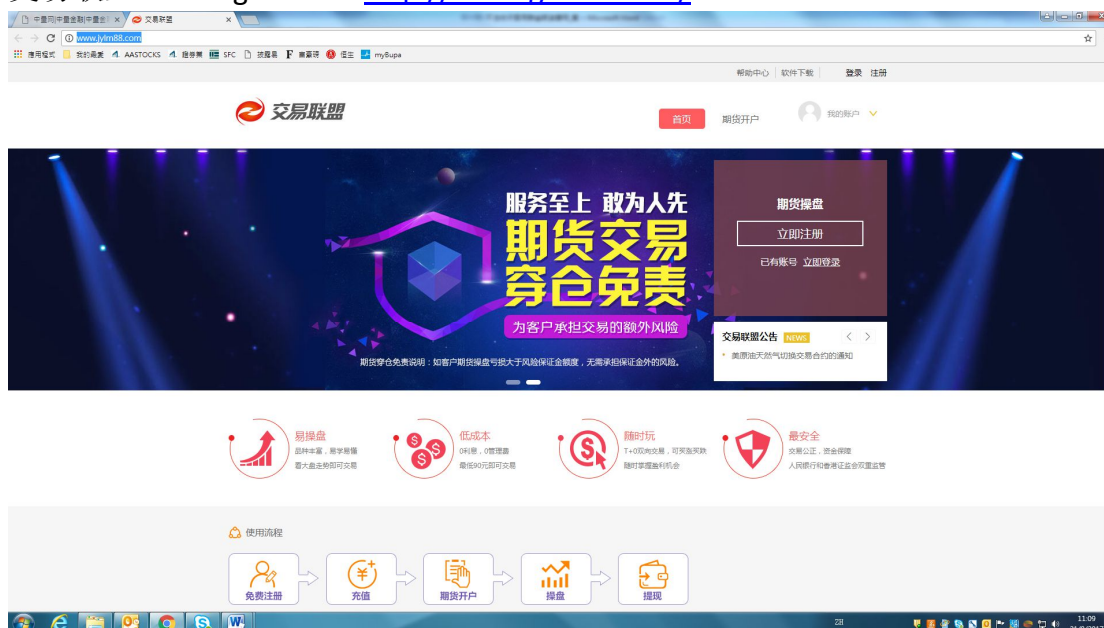 中量网|中量金融|中量金
交易联盟
www.jylm88.com
應用程式 我的最愛 AASTOCKS SFC 披露易 恒生 myBupa
帮助中心 软件下载 登录 注册
交易联盟
首页 期货开户 我的账户
服务至上 敢为人先
期货交易
穿仓免责
为客户承担交易的额外风险
期货穿仓免责说明：如客户期货操盘亏损大于风险保证金额度，无需承担保证金外的风险。
期货操盘
立即注册
已有账号 立即登录
交易联盟公告 NEWS
美原油天然气切换交易合约的通知
易操盘
品种丰富，易学易懂
看大盘走势即可交易
低成本
0利息，0管理费
最低90元即可交易
随时玩
T+0双向交易，可买涨买跌
随时掌握盈利机会
最安全
交易公正，资金保障
人民银行和香港证监会双重监管
使用流程
免费注册 充值 期货开户 操盘 提现
ZH
11:09